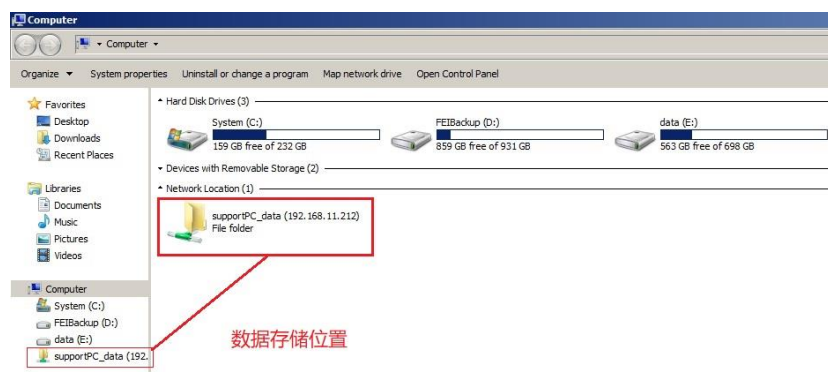 Computer
Computer
Organize System properties Uninstall or change a program Map network drive Open Control Panel
Favorites
Desktop
Downloads
Recent Places
Libraries
Documents
Music
Pictures
Videos
Computer
System (C:)
FEIBackup (D:)
data (E:)
supportPC_data (192.
Hard Disk Drives (3)
System (C:)
159 GB free of 232 GB
FEIBackup (D:)
859 GB free of 931 GB
data (E:)
563 GB free of 698 GB
Devices with Removable Storage (2)
Network Location (1)
supportPC_data (192.168.11.212)
File folder
数据存储位置